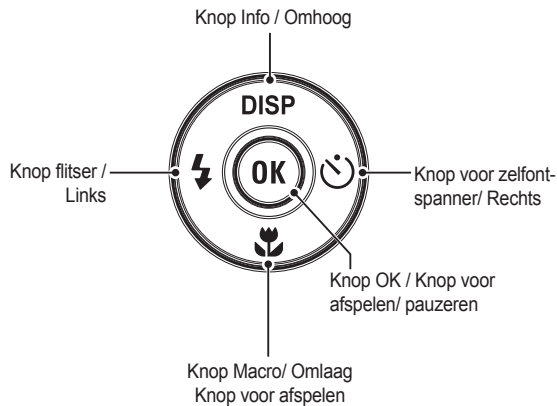 Knop Info / Omhoog
DISP
Knop flitser /
Links
OK
Knop voor zelfont-
spanner/ Rechts
Knop OK / Knop voor
afspelen/ pauzeren
Knop Macro/ Omlaag
Knop voor afspelen